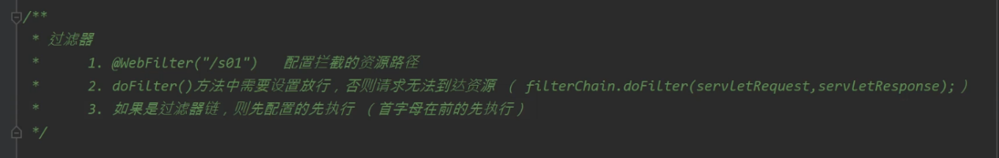 /**
* 过滤器
* 1. @WebFilter("/s01") 配置拦截的资源路径
* 2. doFilter()方法中需要设置放行，否则请求无法到达资源 （ filterChain.doFilter(servletRequest,servletResponse); ）
* 3. 如果是过滤器链，则先配置的先执行 （首字母在前的先执行）
*/